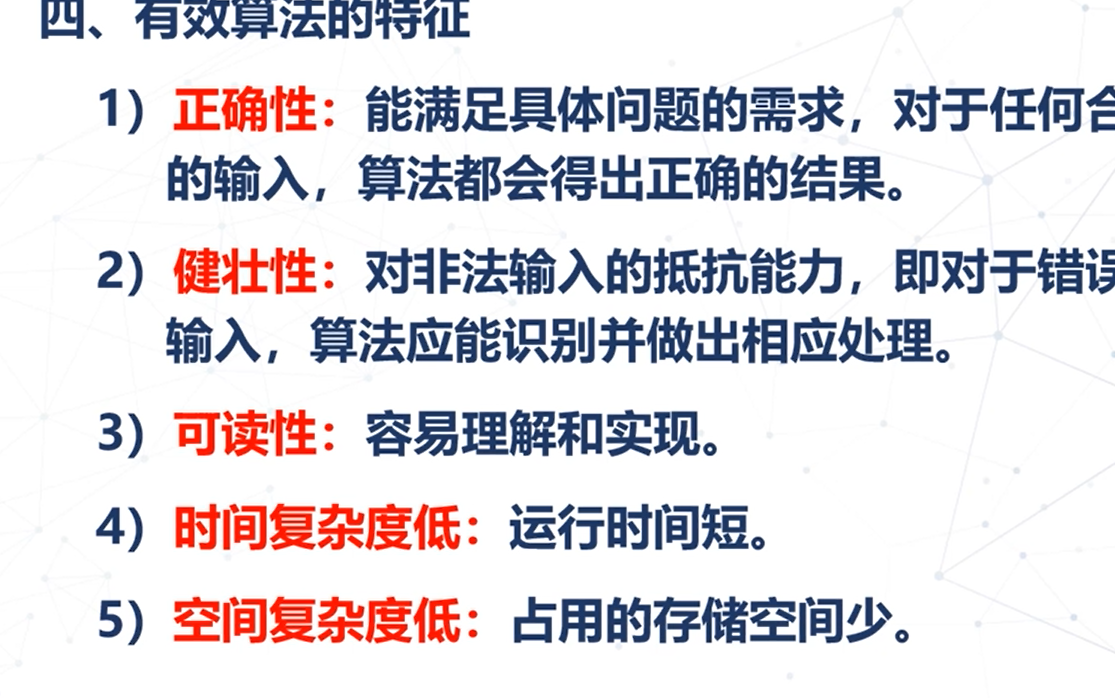 四、有效算法的特征
1）正确性：能满足具体问题的需求，对于任何合
的输入，算法都会得出正确的结果。
2）健壮性：对非法输入的抵抗能力，即对于错误
输入，算法应能识别并做出相应处理。
3）可读性：容易理解和实现。
4）时间复杂度低：运行时间短。
5）空间复杂度低：占用的存储空间少。